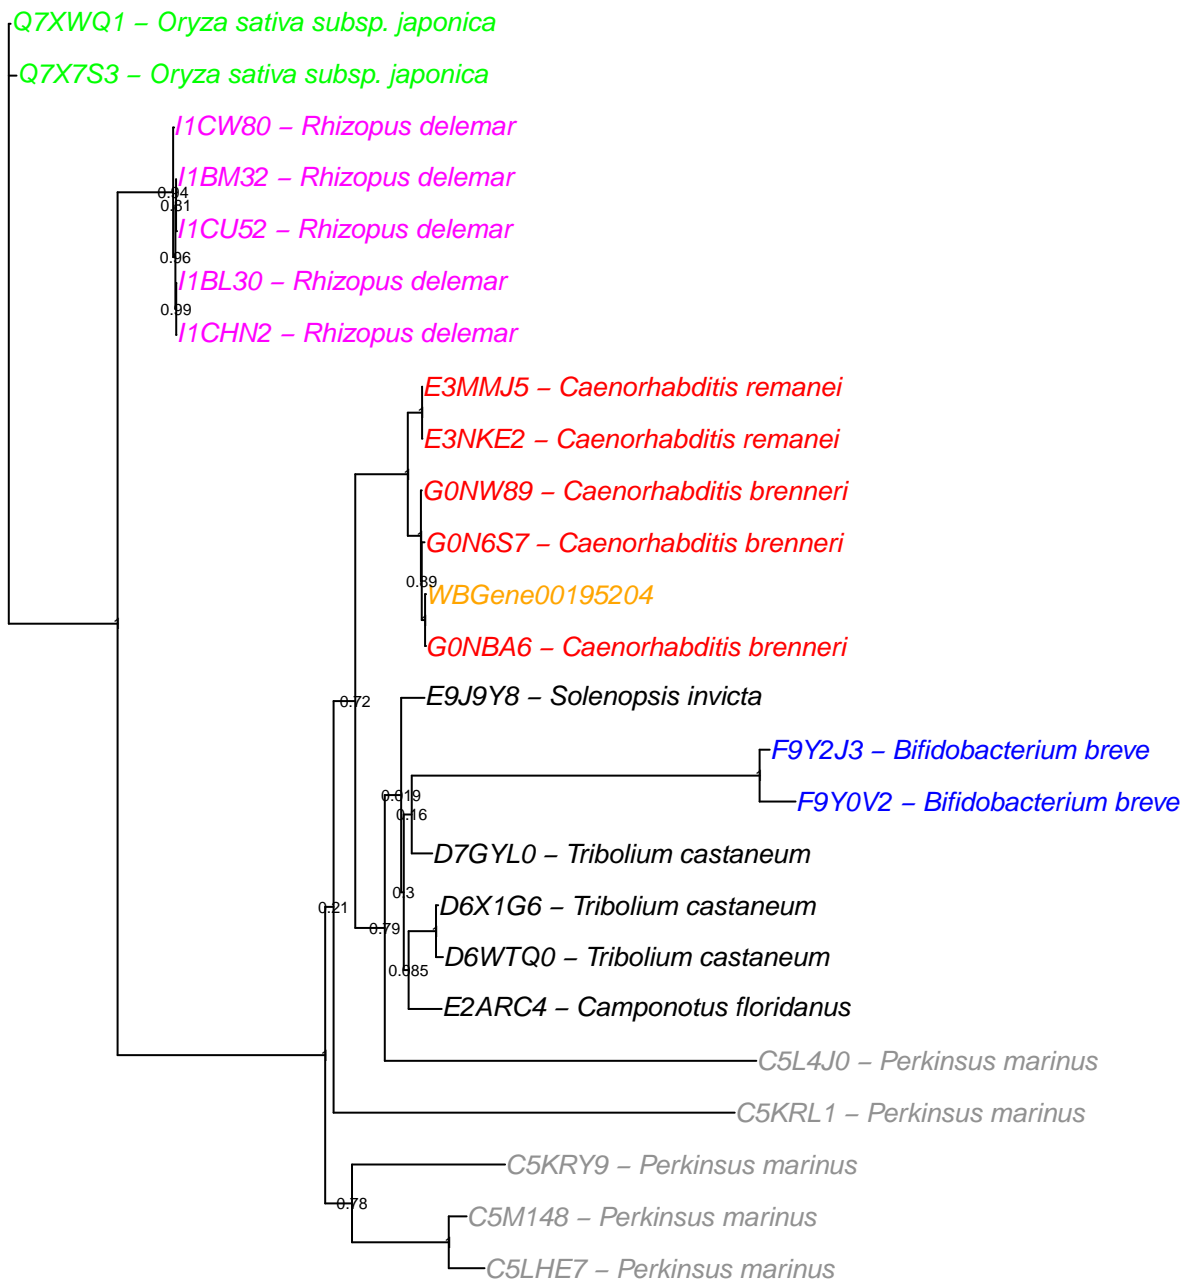 Q7XWQ1 – Oryza sativa subsp. japonica
Q7X7S3 – Oryza sativa subsp. japonica
I1CW80 – Rhizopus delemar
I1BM32 – Rhizopus delemar
0.94
0.81
I1CU52 – Rhizopus delemar
0.96
I1BL30 – Rhizopus delemar
0.99
I1CHN2 – Rhizopus delemar
E3MMJ5 – Caenorhabditis remanei
E3NKE2 – Caenorhabditis remanei
G0NW89 – Caenorhabditis brenneri
G0N6S7 – Caenorhabditis brenneri
0.89
WBGene00195204
G0NBA6 – Caenorhabditis brenneri
E9J9Y8 – Solenopsis invicta
0.72
F9Y2J3 – Bifidobacterium breve
0.019
F9Y0V2 – Bifidobacterium breve
0.16
D7GYL0 – Tribolium castaneum
0.3
D6X1G6 – Tribolium castaneum
0.21
0.79
D6WTQ0 – Tribolium castaneum
0.085
E2ARC4 – Camponotus floridanus
C5L4J0 – Perkinsus marinus
C5KRL1 – Perkinsus marinus
C5KRY9 – Perkinsus marinus
0.78
C5M148 – Perkinsus marinus
C5LHE7 – Perkinsus marinus